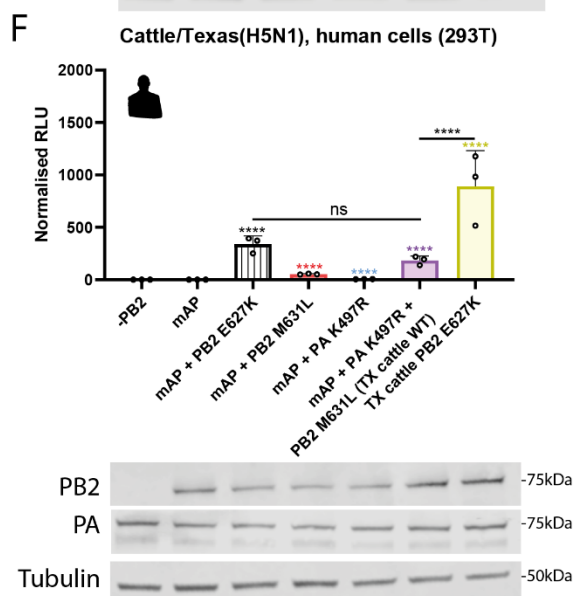 F
Cattle/Texas(H5N1), human cells (293T)
Normalised RLU
2000
1500
1000
500
0
****
****
****
****
****
****
ns
-PB2
mAP
mAP + PB2 E627K
mAP + PB2 M631L
mAP + PA K497R
mAP + PA K497R +
PB2 M631L (TX cattle WT)
TX cattle PB2 E627K
PB2
-75kDa
PA
-75kDa
Tubulin
-50kDa